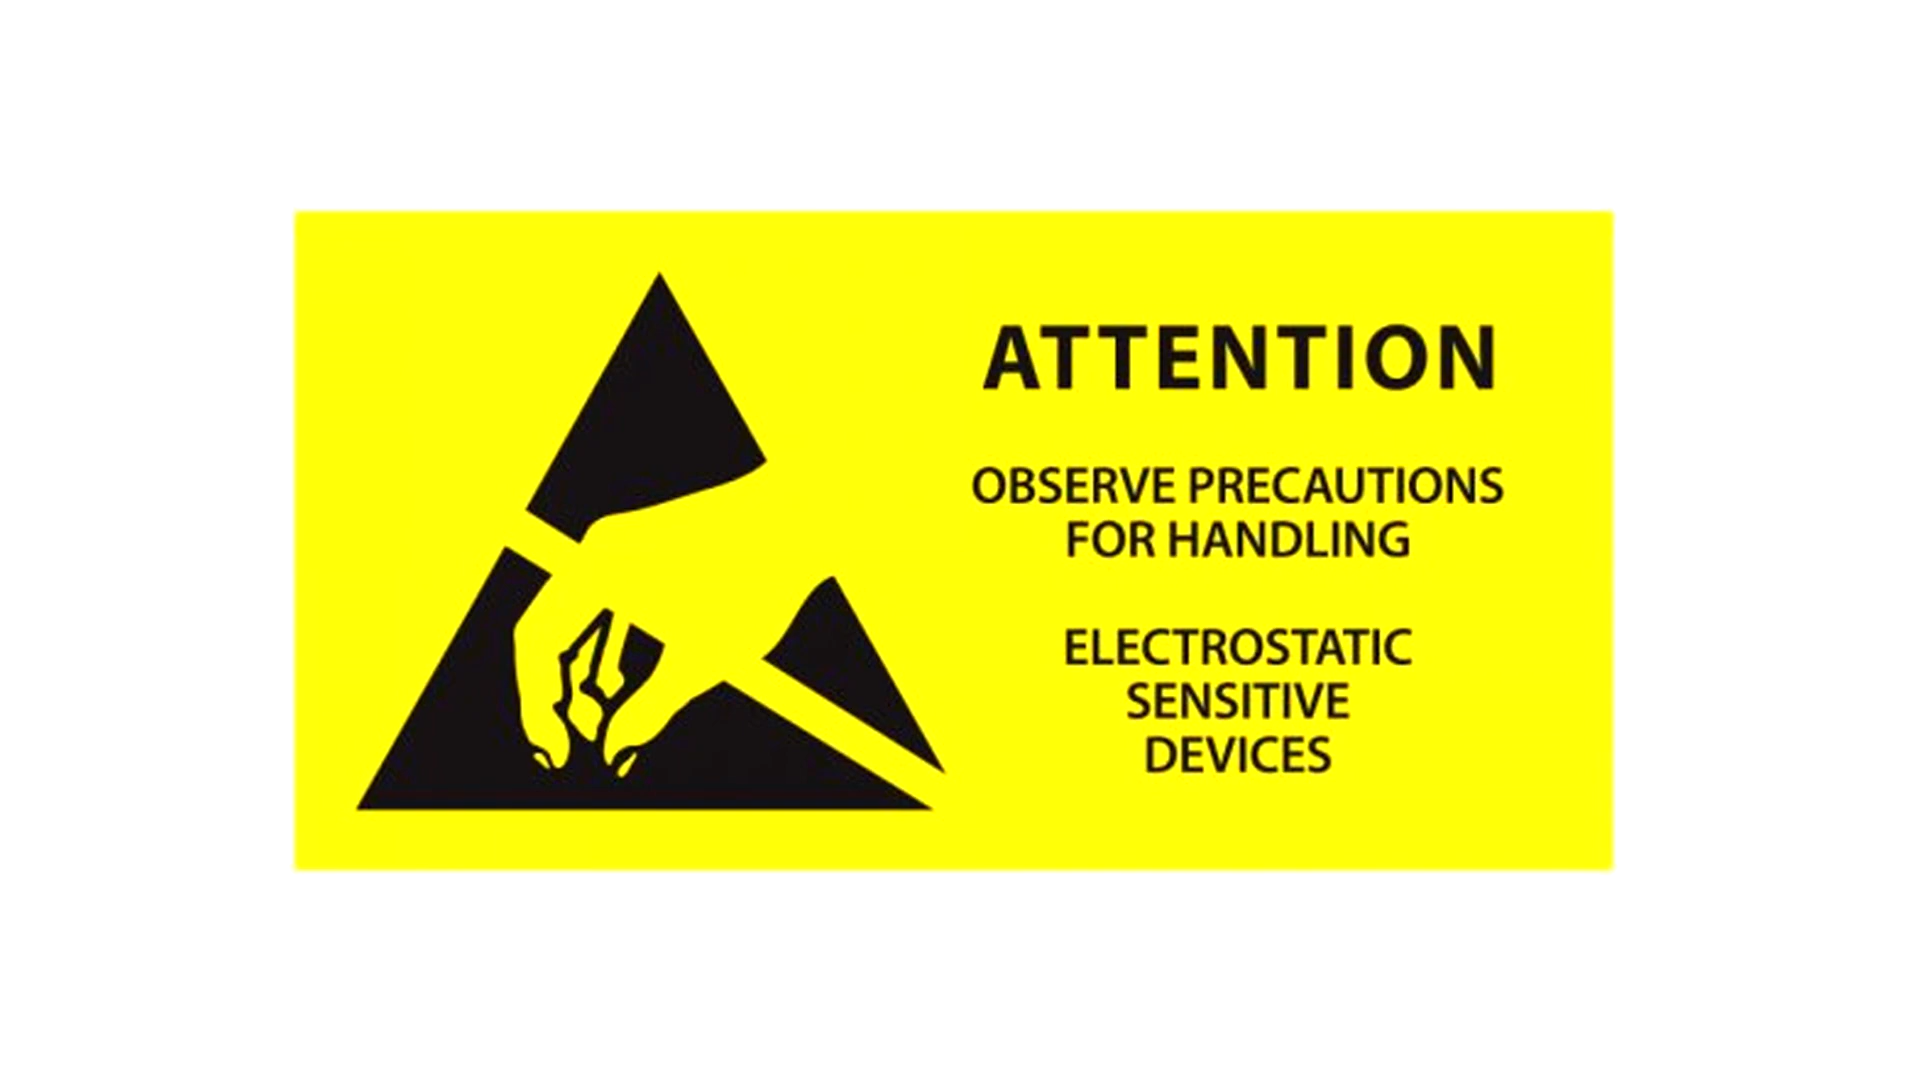 ATTENTION
OBSERVE PRECAUTIONS
FOR HANDLING
ELECTROSTATIC
SENSITIVE
DEVICES